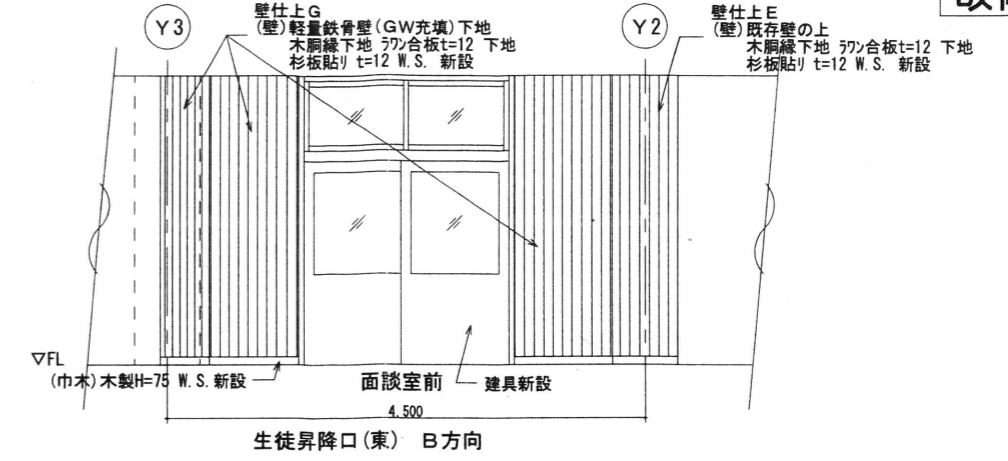 Y3
壁仕上G
(壁)軽量鉄骨壁(GW充填)下地
木胴縁下地 ラワン合板t=12 下地
杉板貼り t=12 W.S. 新設
Y2
壁仕上E
(壁)既存壁の上
木胴縁下地 ラワン合板t=12 下地
杉板貼り t=12 W.S. 新設
▽FL
(巾木)木製H=75 W.S.新設
面談室前
建具新設
4,500
生徒昇降口(東) B方向